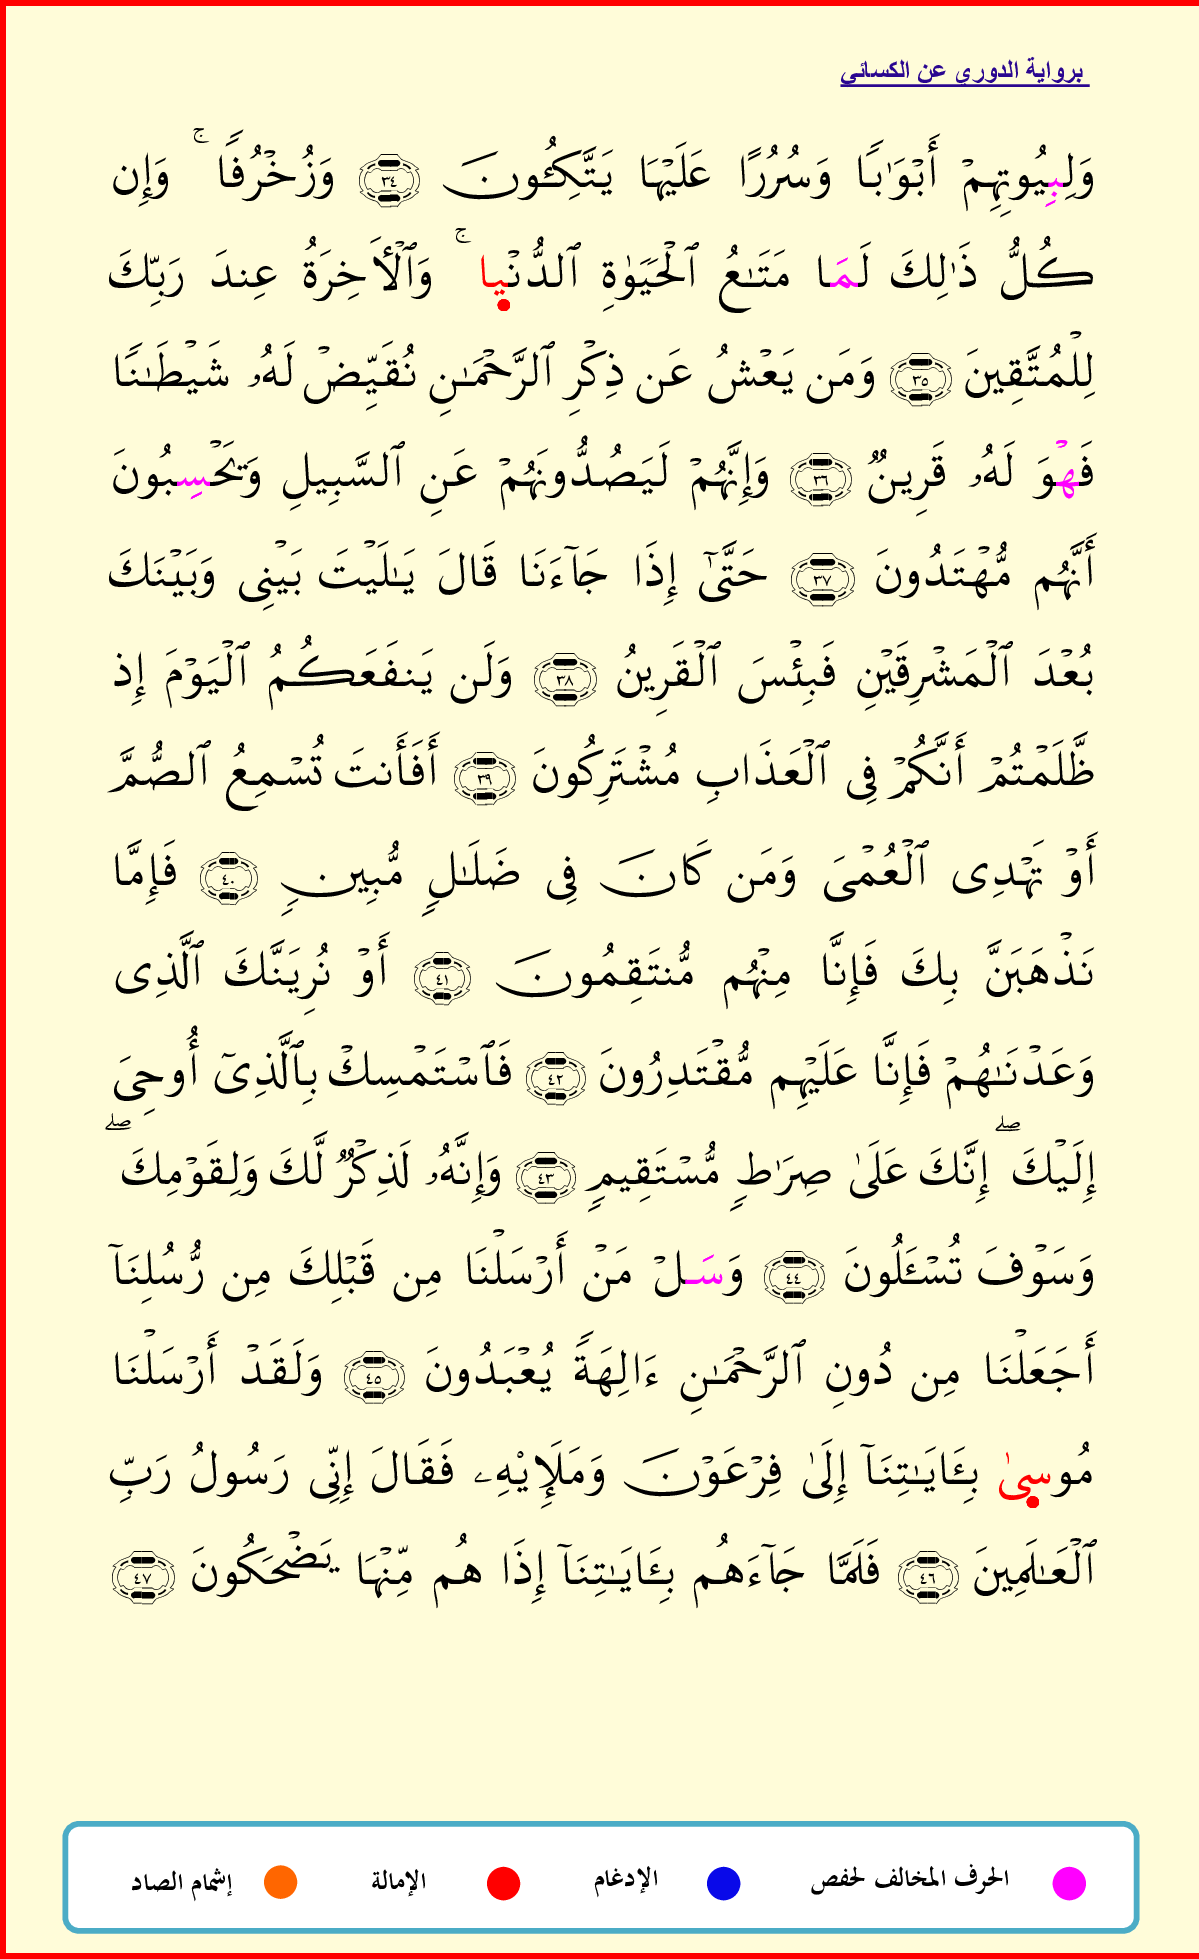 برواية الدوري عن الكسائي
وَلِبِيُوتِهِمۡ أَبۡوَٰبٗا وَسُرُرًا عَلَيۡهَا يَتَّكِـُٔونَ ٣٤ وَزُخۡرُفٗاۚ وَإِن
كُلُّ ذَٰلِكَ لَمَا مَتَٰعُ ٱلۡحَيَوٰةِ ٱلدُّنۡيٜاۚ وَٱلۡأٓخِرَةُ عِندَ رَبِّكَ
لِلۡمُتَّقِينَ ٣٥ وَمَن يَعۡشُ عَن ذِكۡرِ ٱلرَّحۡمَٰنِ نُقَيِّضۡ لَهُۥ شَيۡطَٰنٗا
فَهۡوَ لَهُۥ قَرِينٞ ٣٦ وَإِنَّهُمۡ لَيَصُدُّونَهُمۡ عَنِ ٱلسَّبِيلِ وَيَحۡسِبُونَ
أَنَّهُم مُّهۡتَدُونَ ٣٧ حَتَّىٰٓ إِذَا جَآءَنَا قَالَ يَٰلَيۡتَ بَيۡنِي وَبَيۡنَكَ
بُعۡدَ ٱلۡمَشۡرِقَيۡنِ فَبِئۡسَ ٱلۡقَرِينُ ٣٨ وَلَن يَنفَعَكُمُ ٱلۡيَوۡمَ إِذ
ظَّلَمۡتُمۡ أَنَّكُمۡ فِي ٱلۡعَذَابِ مُشۡتَرِكُونَ ٣٩ أَفَأَنتَ تُسۡمِعُ ٱلصُّمَّ
أَوۡ تَهۡدِي ٱلۡعُمۡيَ وَمَن كَانَ فِي ضَلَٰلٖ مُّبِينٖ ٤٠ فَإِمَّا
نَذۡهَبَنَّ بِكَ فَإِنَّا مِنۡهُم مُّنتَقِمُونَ ٤١ أَوۡ نُرِيَنَّكَ ٱلَّذِي
وَعَدۡنَٰهُمۡ فَإِنَّا عَلَيۡهِم مُّقۡتَدِرُونَ ٤٢ فَٱسۡتَمۡسِكۡ بِٱلَّذِيٓ أُوحِيَ
إِلَيۡكَۖ إِنَّكَ عَلَىٰ صِرَٰطٖ مُّسۡتَقِيمٖ ٤٣ وَإِنَّهُۥ لَذِكۡرٞ لَّكَ وَلِقَوۡمِكَۖ
وَسَوۡفَ تُسۡـَٔلُونَ ٤٤ وَسَلۡ مَنۡ أَرۡسَلۡنَا مِن قَبۡلِكَ مِن رُّسُلِنَآ
أَجَعَلۡنَا مِن دُونِ ٱلرَّحۡمَٰنِ ءَالِهَةٗ يُعۡبَدُونَ ٤٥ وَلَقَدۡ أَرۡسَلۡنَا
مُوسٜىٰ بِـَٔايَٰتِنَآ إِلَىٰ فِرۡعَوۡنَ وَمَلَإِيْهِۦ فَقَالَ إِنِّي رَسُولُ رَبِّ
ٱلۡعَٰلَمِينَ ٤٦ فَلَمَّا جَآءَهُم بِـَٔايَٰتِنَآ إِذَا هُم مِّنۡهَا يَضۡحَكُونَ ٤٧
الحرف المخالف لحفص الإدغام الإمالة إشمام الصاد